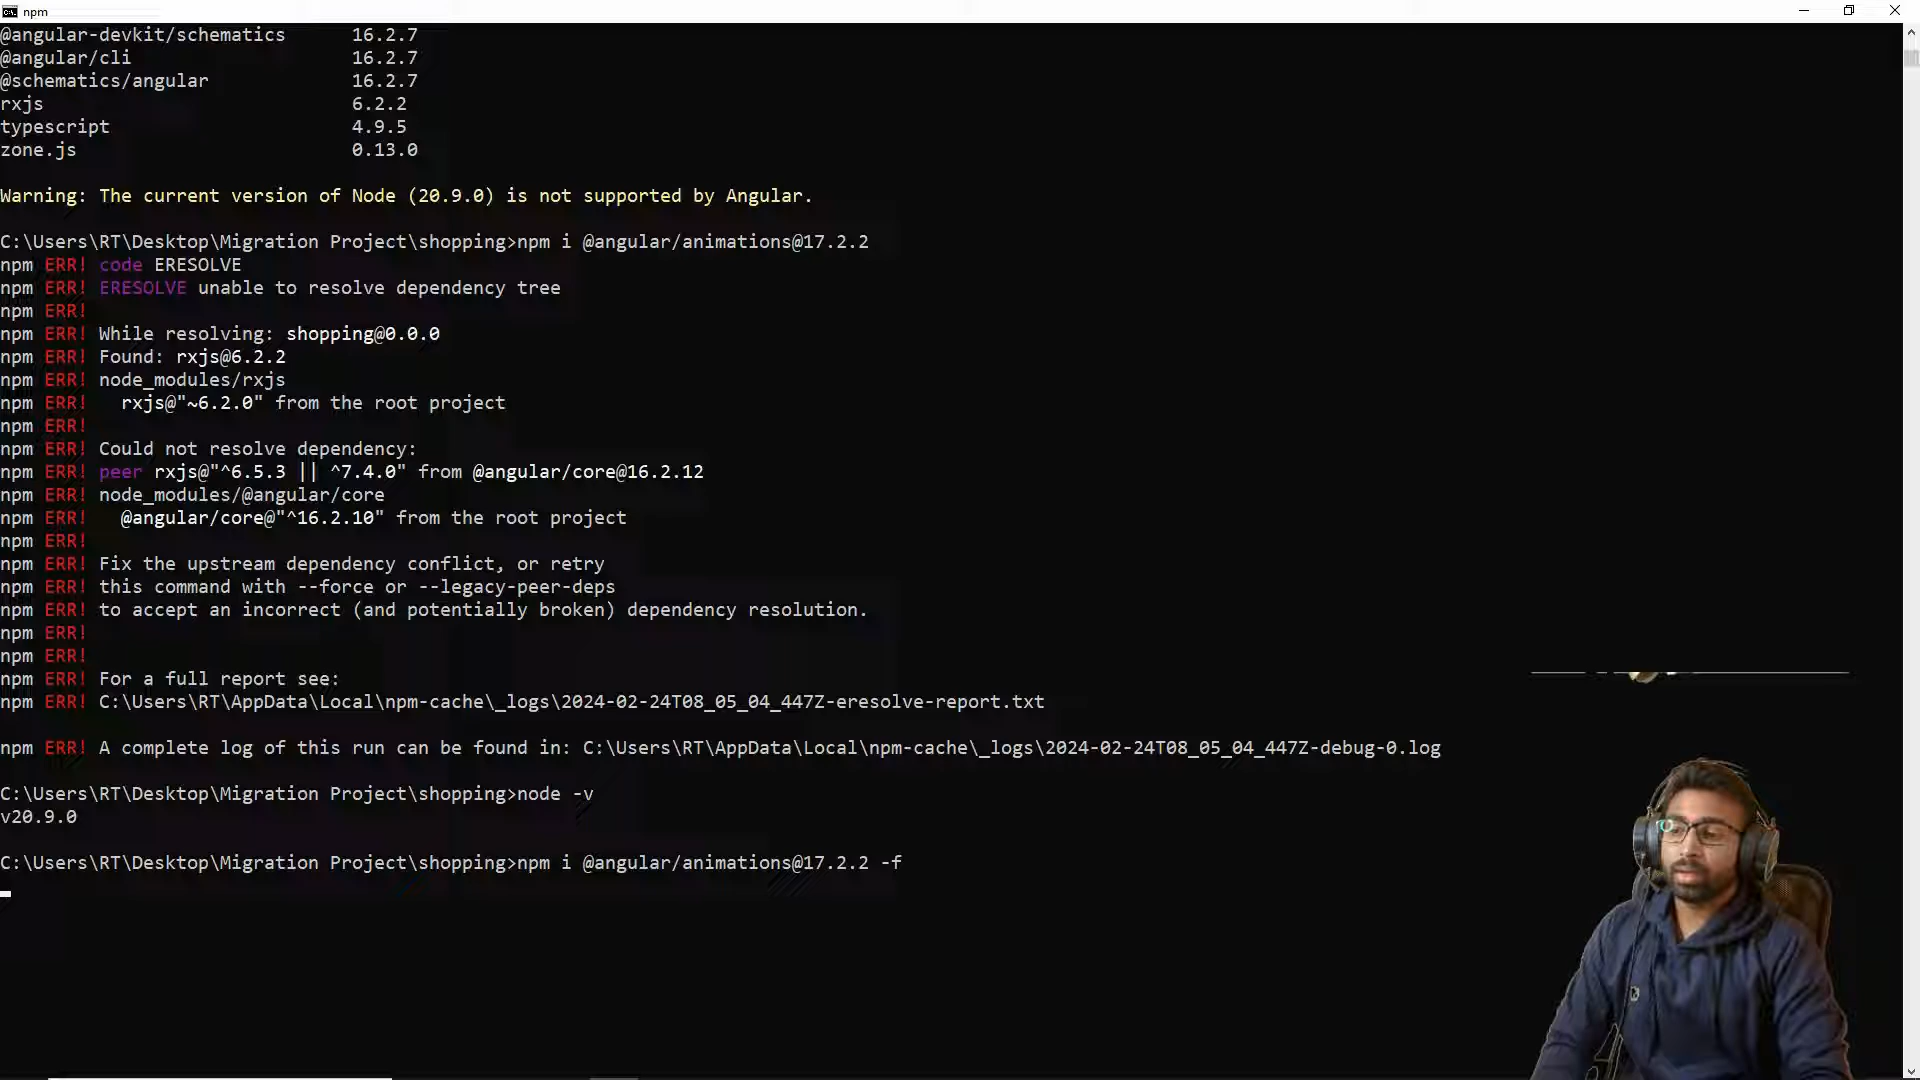 npm
@angular-devkit/schematics 16.2.7
@angular/cli 16.2.7
@schematics/angular 16.2.7
rxjs 6.2.2
typescript 4.9.5
zone.js 0.13.0
Warning: The current version of Node (20.9.0) is not supported by Angular.
C:\Users\RT\Desktop\Migration Project\shopping>npm i @angular/animations@17.2.2
npm ERR! code ERESOLVE
npm ERR! ERESOLVE unable to resolve dependency tree
npm ERR!
npm ERR! While resolving: shopping@0.0.0
npm ERR! Found: rxjs@6.2.2
npm ERR! node_modules/rxjs
npm ERR!   rxjs@"~6.2.0" from the root project
npm ERR!
npm ERR! Could not resolve dependency:
npm ERR! peer rxjs@"^6.5.3 || ^7.4.0" from @angular/core@16.2.12
npm ERR! node_modules/@angular/core
npm ERR!   @angular/core@"^16.2.10" from the root project
npm ERR!
npm ERR! Fix the upstream dependency conflict, or retry
npm ERR! this command with --force or --legacy-peer-deps
npm ERR! to accept an incorrect (and potentially broken) dependency resolution.
npm ERR!
npm ERR!
npm ERR! For a full report see:
npm ERR! C:\Users\RT\AppData\Local\npm-cache\_logs\2024-02-24T08_05_04_447Z-eresolve-report.txt
npm ERR! A complete log of this run can be found in: C:\Users\RT\AppData\Local\npm-cache\_logs\2024-02-24T08_05_04_447Z-debug-0.log
C:\Users\RT\Desktop\Migration Project\shopping>node -v
v20.9.0
C:\Users\RT\Desktop\Migration Project\shopping>npm i @angular/animations@17.2.2 -f